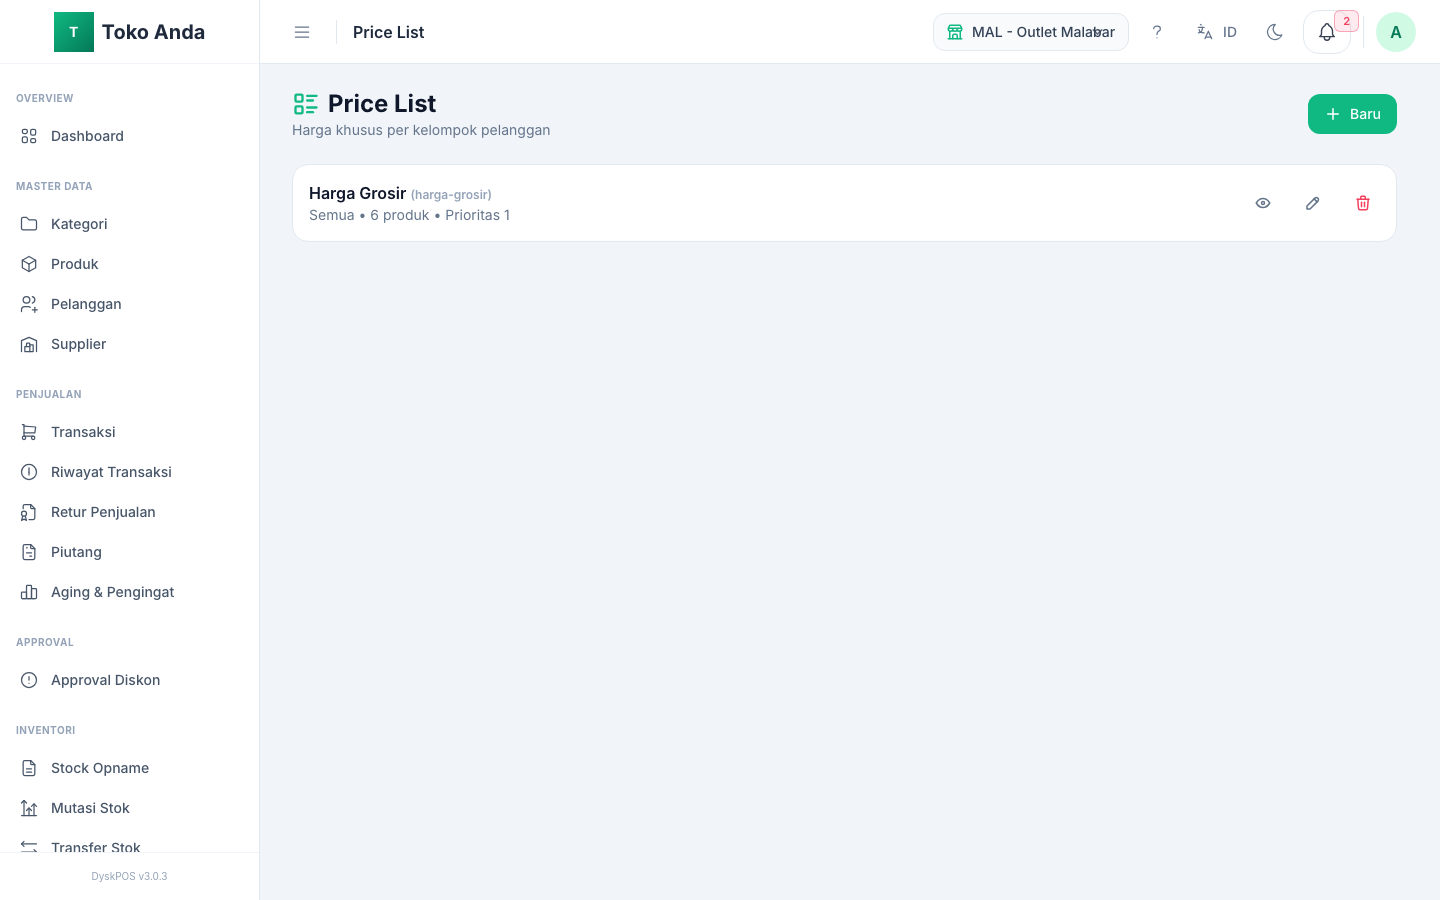 T
Toko Anda
Price List
MAL - Outlet Malabar
?
ID
2
A
OVERVIEW
Dashboard
MASTER DATA
Kategori
Produk
Pelanggan
Supplier
PENJUALAN
Transaksi
Riwayat Transaksi
Retur Penjualan
Piutang
Aging & Pengingat
APPROVAL
Approval Diskon
INVENTORI
Stock Opname
Mutasi Stok
Transfer Stok
DyskPOS v3.0.3
Price List
Harga khusus per kelompok pelanggan
Baru
Harga Grosir (harga-grosir)
Semua • 6 produk • Prioritas 1